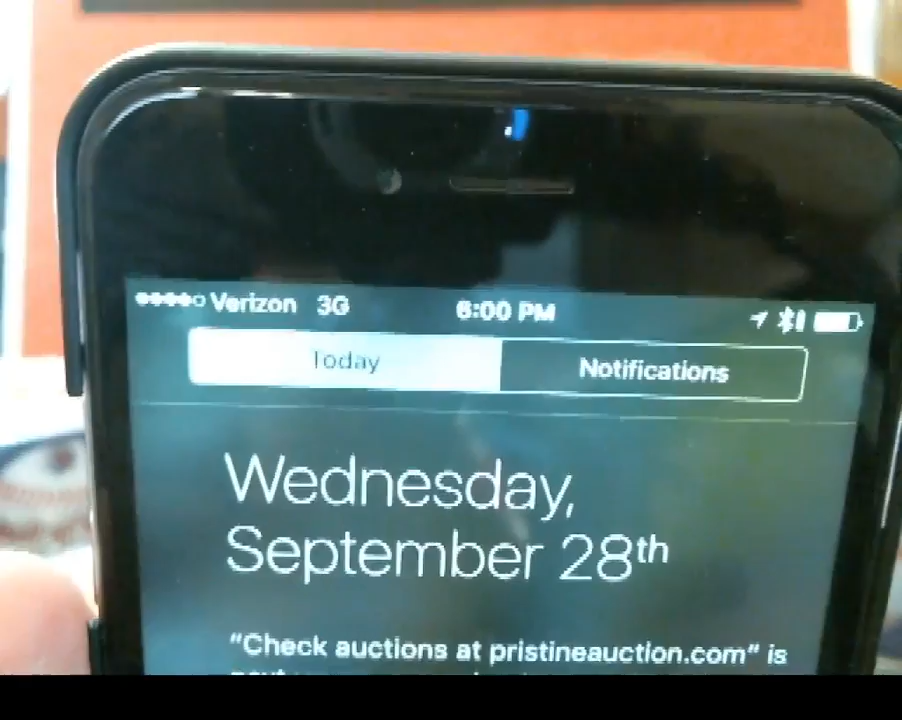 Verizon 3G 6:00 PM
Today Notifications
Wednesday,
September 28th
"Check auctions at pristineauction.com" is